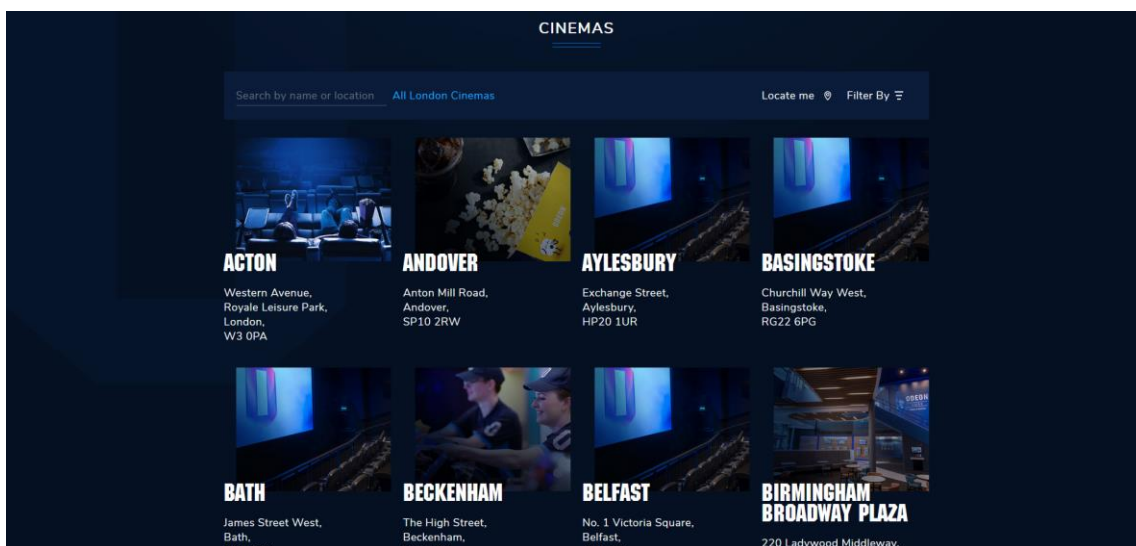 CINEMAS
Search by name or location All London Cinemas Locate me Filter By
ODEON
ACTON
Western Avenue,
Royale Leisure Park,
London,
W3 0PA
ANDOVER
Anton Mill Road,
Andover,
SP10 2RW
AYLESBURY
Exchange Street,
Aylesbury,
HP20 1UR
BASINGSTOKE
Churchill Way West,
Basingstoke,
RG22 6PG
ODEON
BATH
James Street West,
Bath,
BECKENHAM
The High Street,
Beckenham,
BELFAST
No. 1 Victoria Square,
Belfast,
BIRMINGHAM
BROADWAY PLAZA
220 Ladywood Middleway,